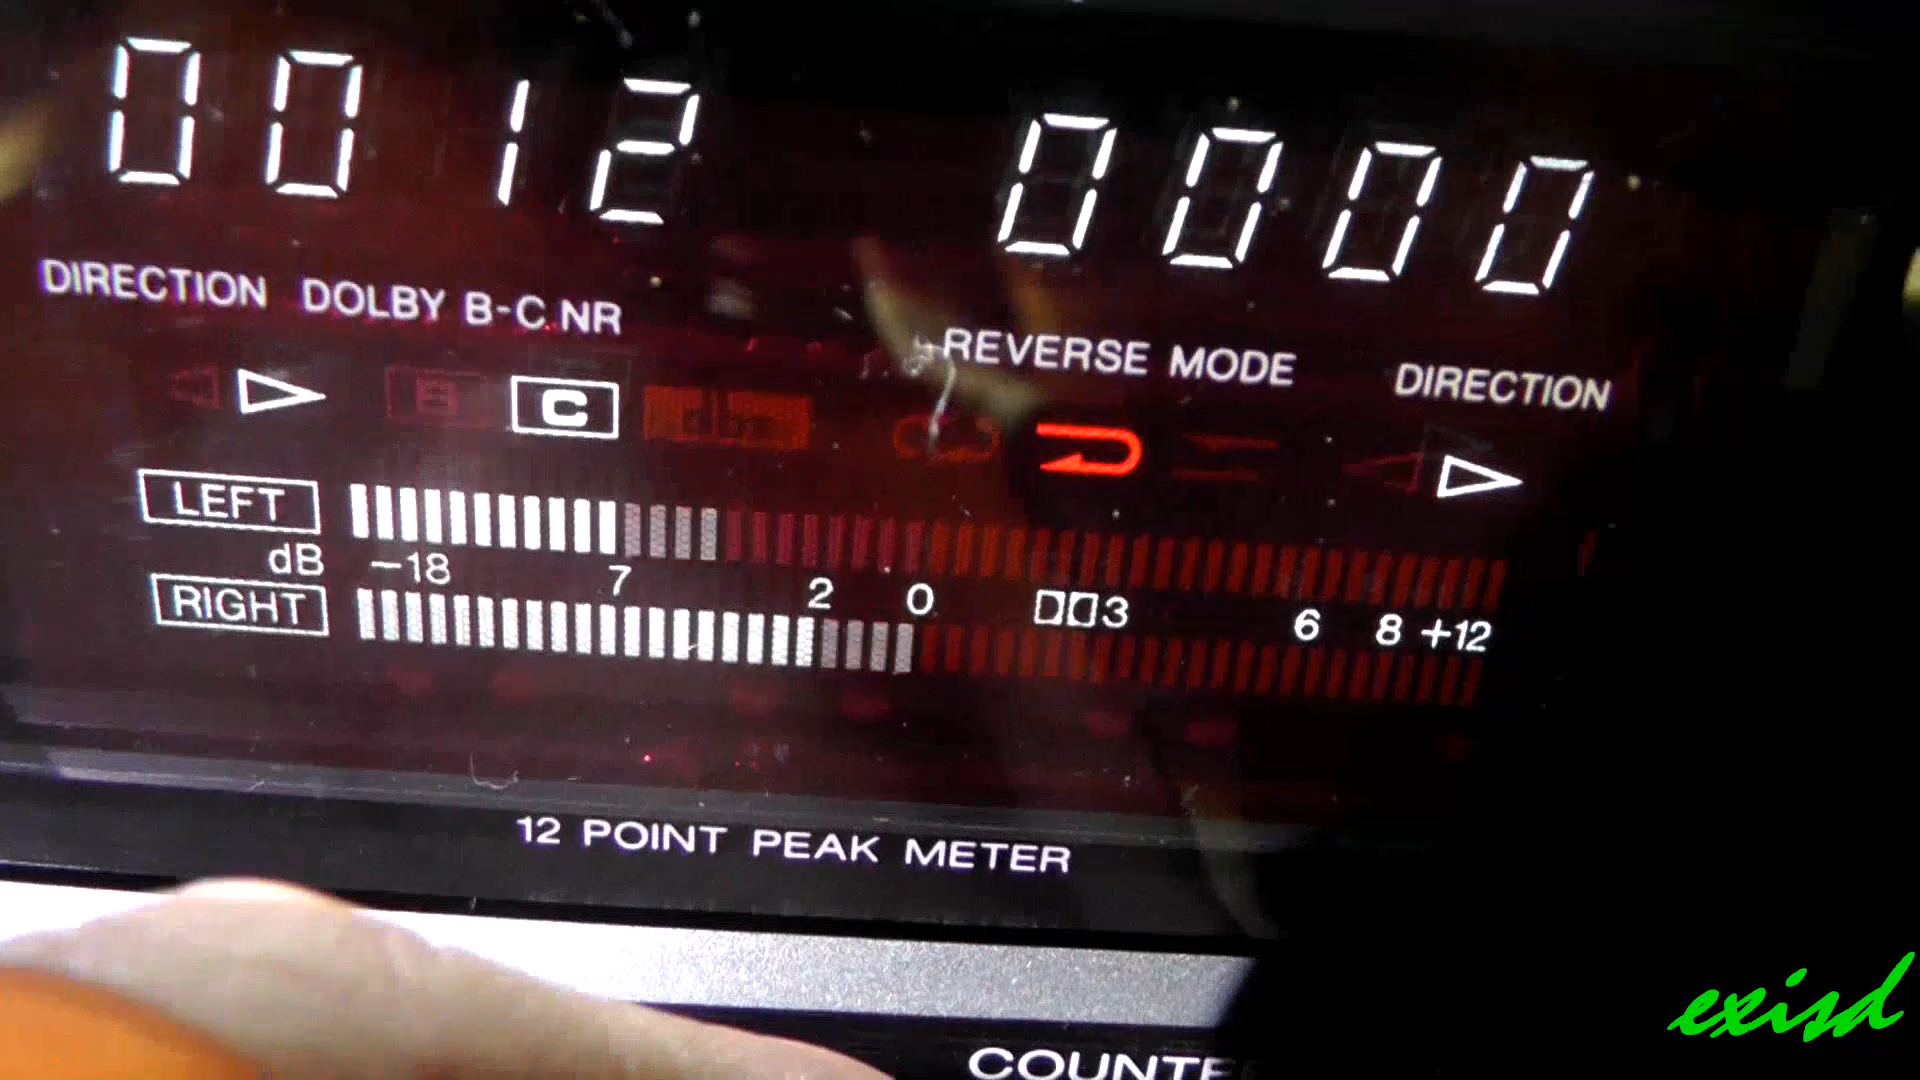 0012 0000
DIRECTION DOLBY B-C NR REVERSE MODE DIRECTION
B C dbx
LEFT
dB -18 7 2 0 3 6 8 +12
RIGHT
12 POINT PEAK METER
exisd